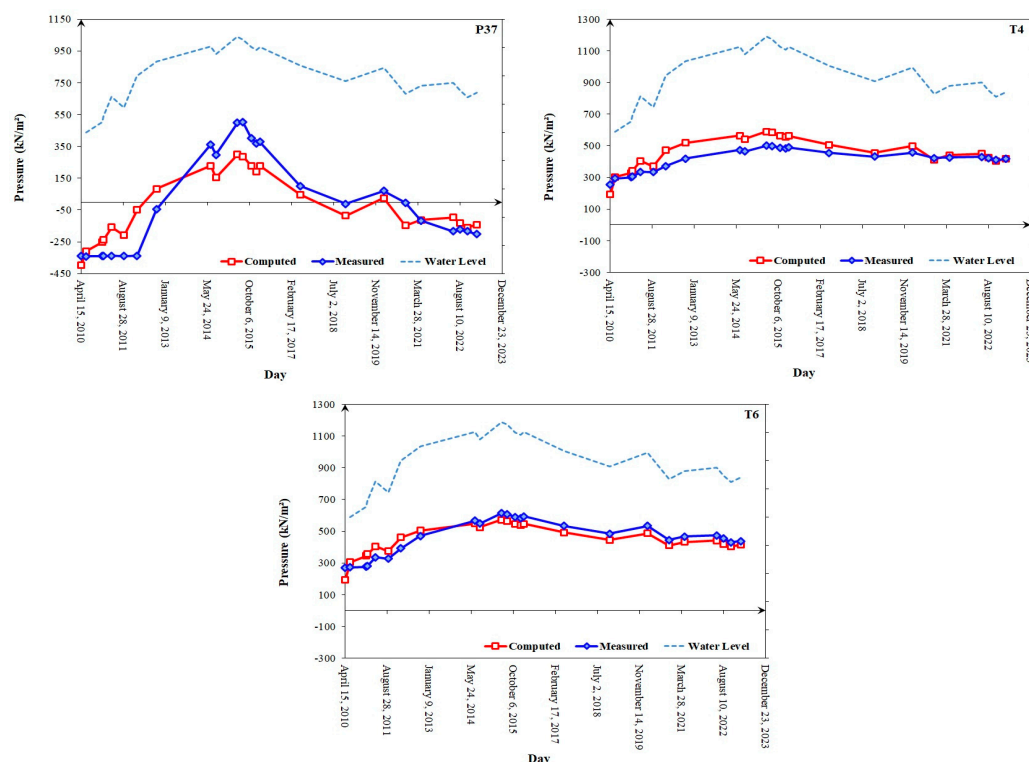 P37
Pressure (kN/m²)
1150
950
750
550
350
150
-50
-250
-450
Computed
Measured
Water Level
April 15, 2010
August 28, 2011
January 9, 2013
May 24, 2014
October 6, 2015
February 17, 2017
July 2, 2018
November 14, 2019
March 28, 2021
August 10, 2022
December 23, 2023
Day
T4
Pressure (kN/m²)
1300
1100
900
700
500
300
100
-100
-300
Computed
Measured
Water Level
April 15, 2010
August 28, 2011
January 9, 2013
May 24, 2014
October 6, 2015
February 17, 2017
July 2, 2018
November 14, 2019
March 28, 2021
August 10, 2022
Day
T6
Pressure (kN/m²)
1300
1100
900
700
500
300
100
-100
-300
Computed
Measured
Water Level
April 15, 2010
August 28, 2011
January 9, 2013
May 24, 2014
October 6, 2015
February 17, 2017
July 2, 2018
November 14, 2019
March 28, 2021
August 10, 2022
December 23, 2023
Day